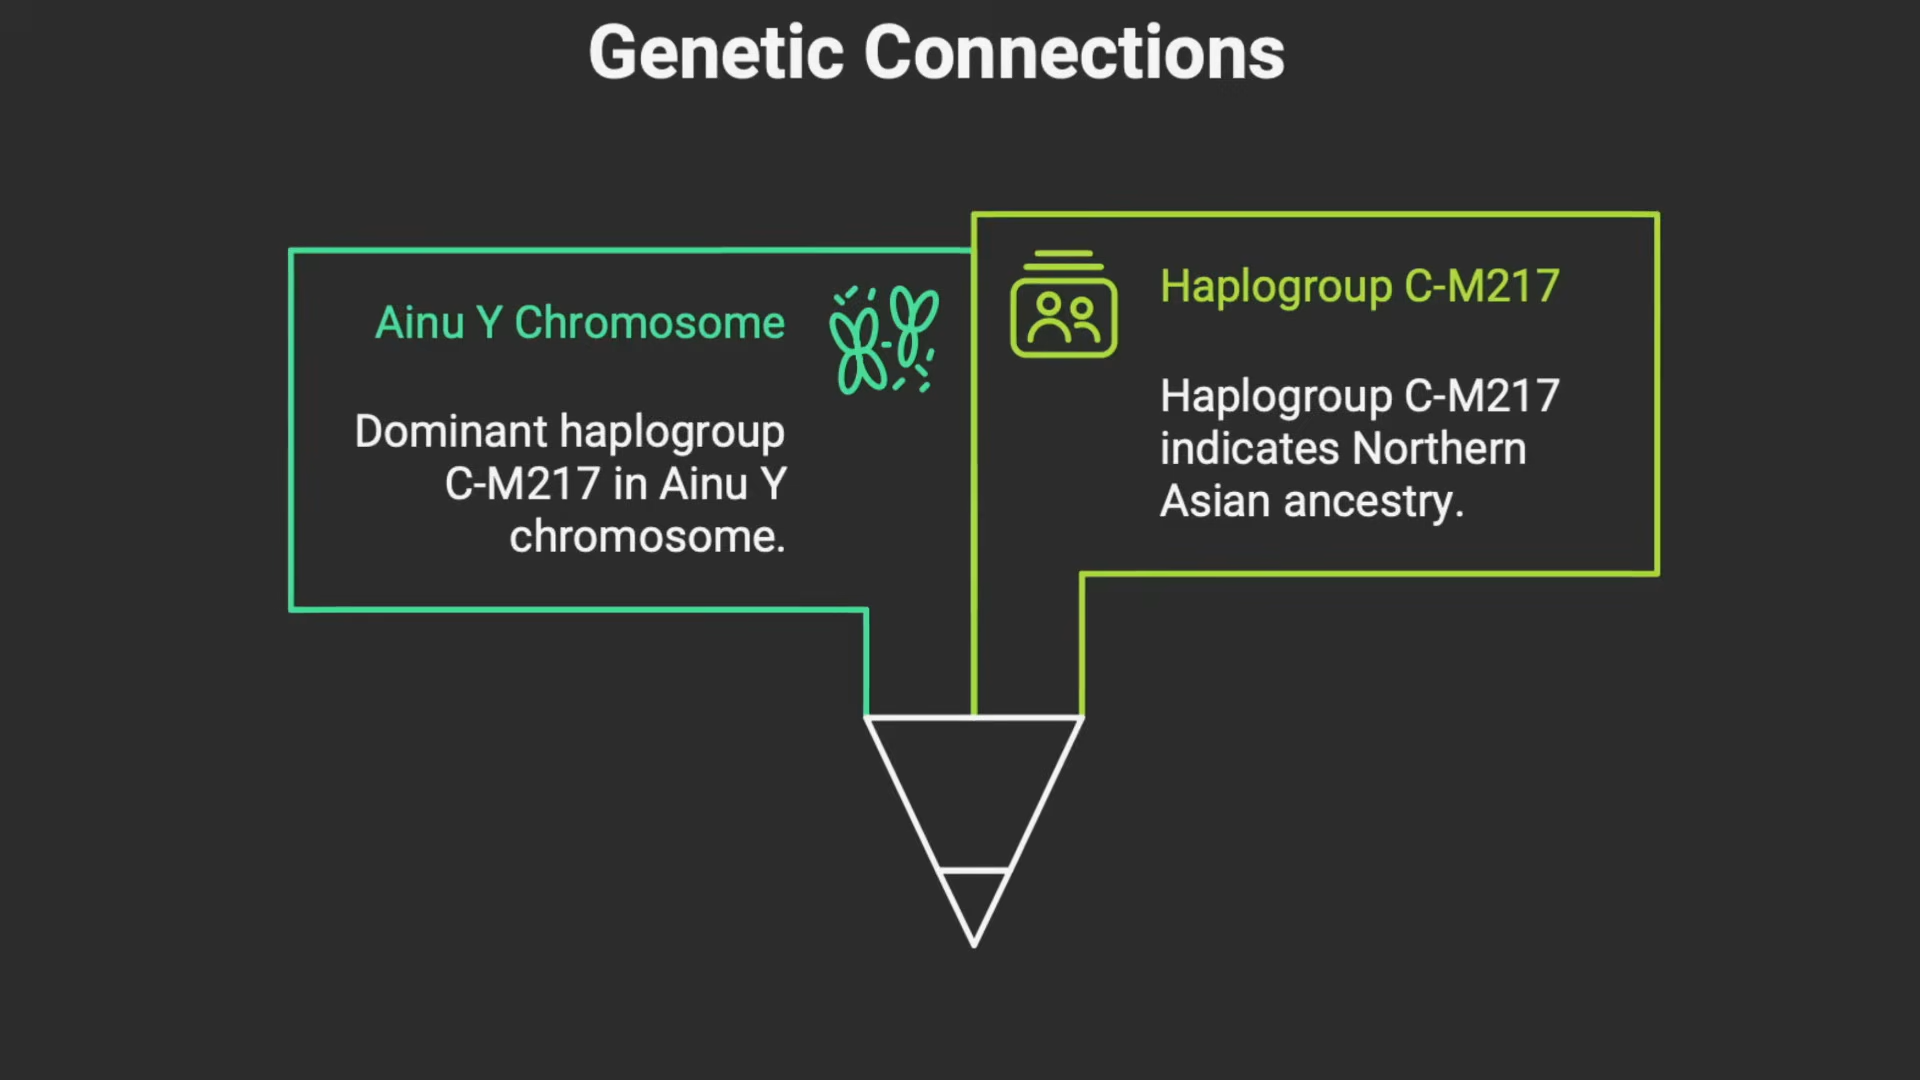 Genetic Connections
Ainu Y Chromosome
Dominant haplogroup
C-M217 in Ainu Y
chromosome.
Haplogroup C-M217
Haplogroup C-M217
indicates Northern
Asian ancestry.